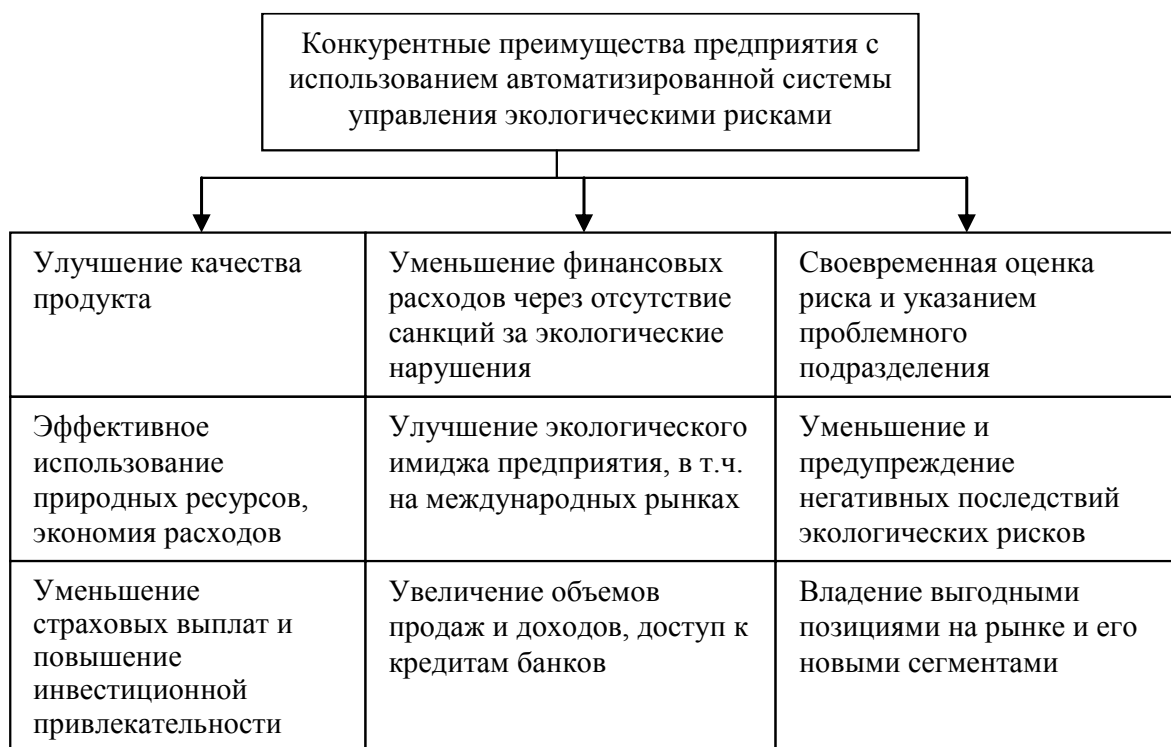 Конкурентные преимущества предприятия с
использованием автоматизированной системы
управления экологическими рисками
Улучшение качества
продукта
Уменьшение финансовых
расходов через отсутствие
санкций за экологические
нарушения
Своевременная оценка
риска и указанием
проблемного
подразделения
Эффективное
использование
природных ресурсов,
экономия расходов
Улучшение экологического
имиджа предприятия, в т.ч.
на международных рынках
Уменьшение и
предупреждение
негативных последствий
экологических рисков
Уменьшение
страховых выплат и
повышение
инвестиционной
привлекательности
Увеличение объемов
продаж и доходов, доступ к
кредитам банков
Владение выгодными
позициями на рынке и его
новыми сегментами